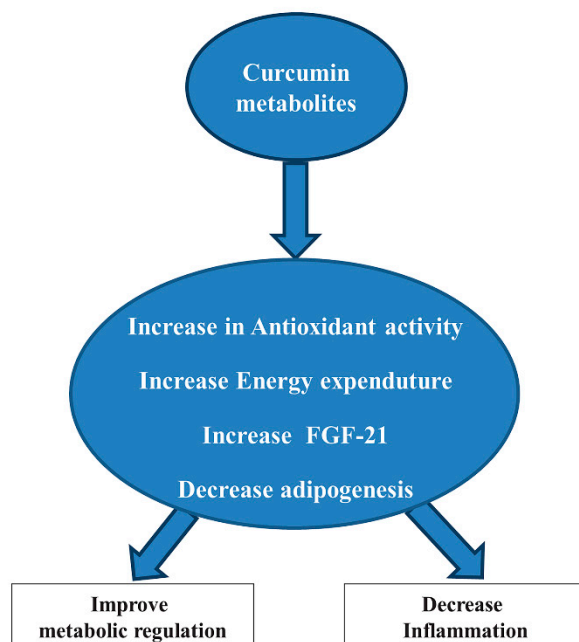 Curcumin
metabolites
Increase in Antioxidant activity
Increase Energy expenduture
Increase FGF-21
Decrease adipogenesis
Improve
metabolic regulation
Decrease
Inflammation